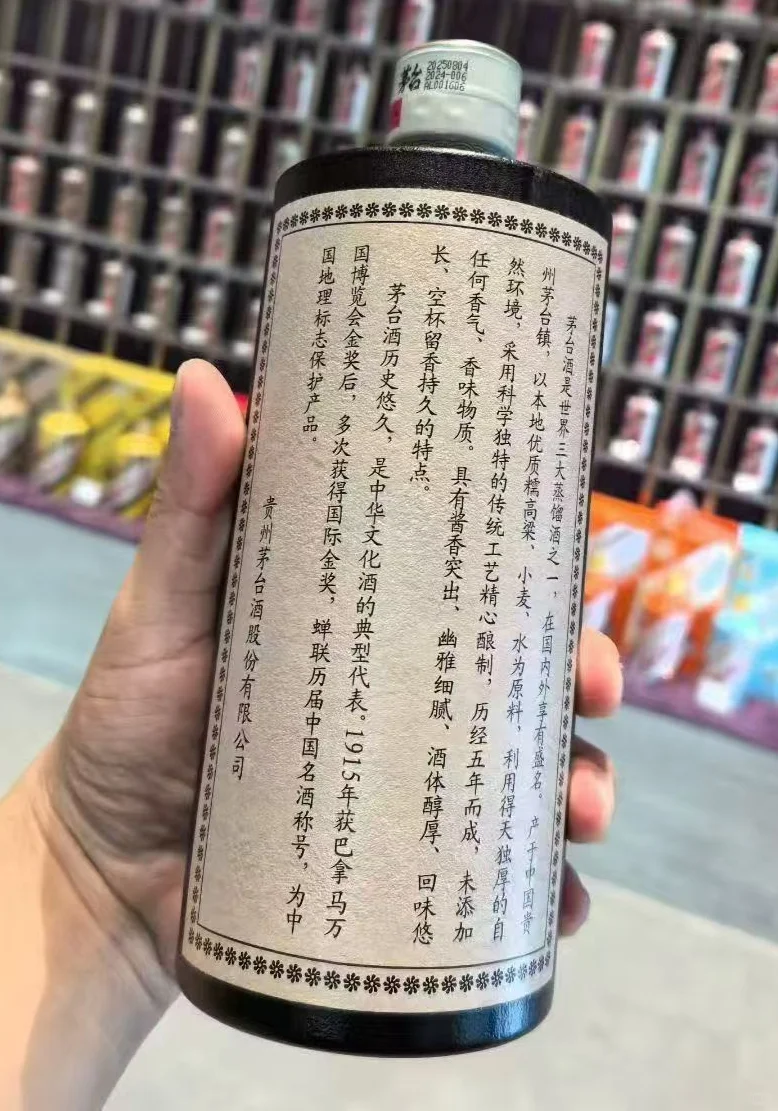 茅台
20250804
2024-006
AL001606
茅台酒是世界三大蒸馏酒之一，在国内外享有盛名。产于中国贵
州茅台镇，以本地优质糯高粱、小麦、水为原料，利用得天独厚的自
然环境，采用科学独特的传统工艺精心酿制，历经五年而成，未添加
任何香气、香味物质。具有酱香突出、幽雅细腻、酒体醇厚、回味悠
长、空杯留香持久的特点。
茅台酒历史悠久，是中华文化酒的典型代表。1915年获巴拿马万
国博览会金奖后，多次获得国际金奖，蝉联历届中国名酒称号，为中
国地理标志保护产品。
贵州茅台酒股份有限公司